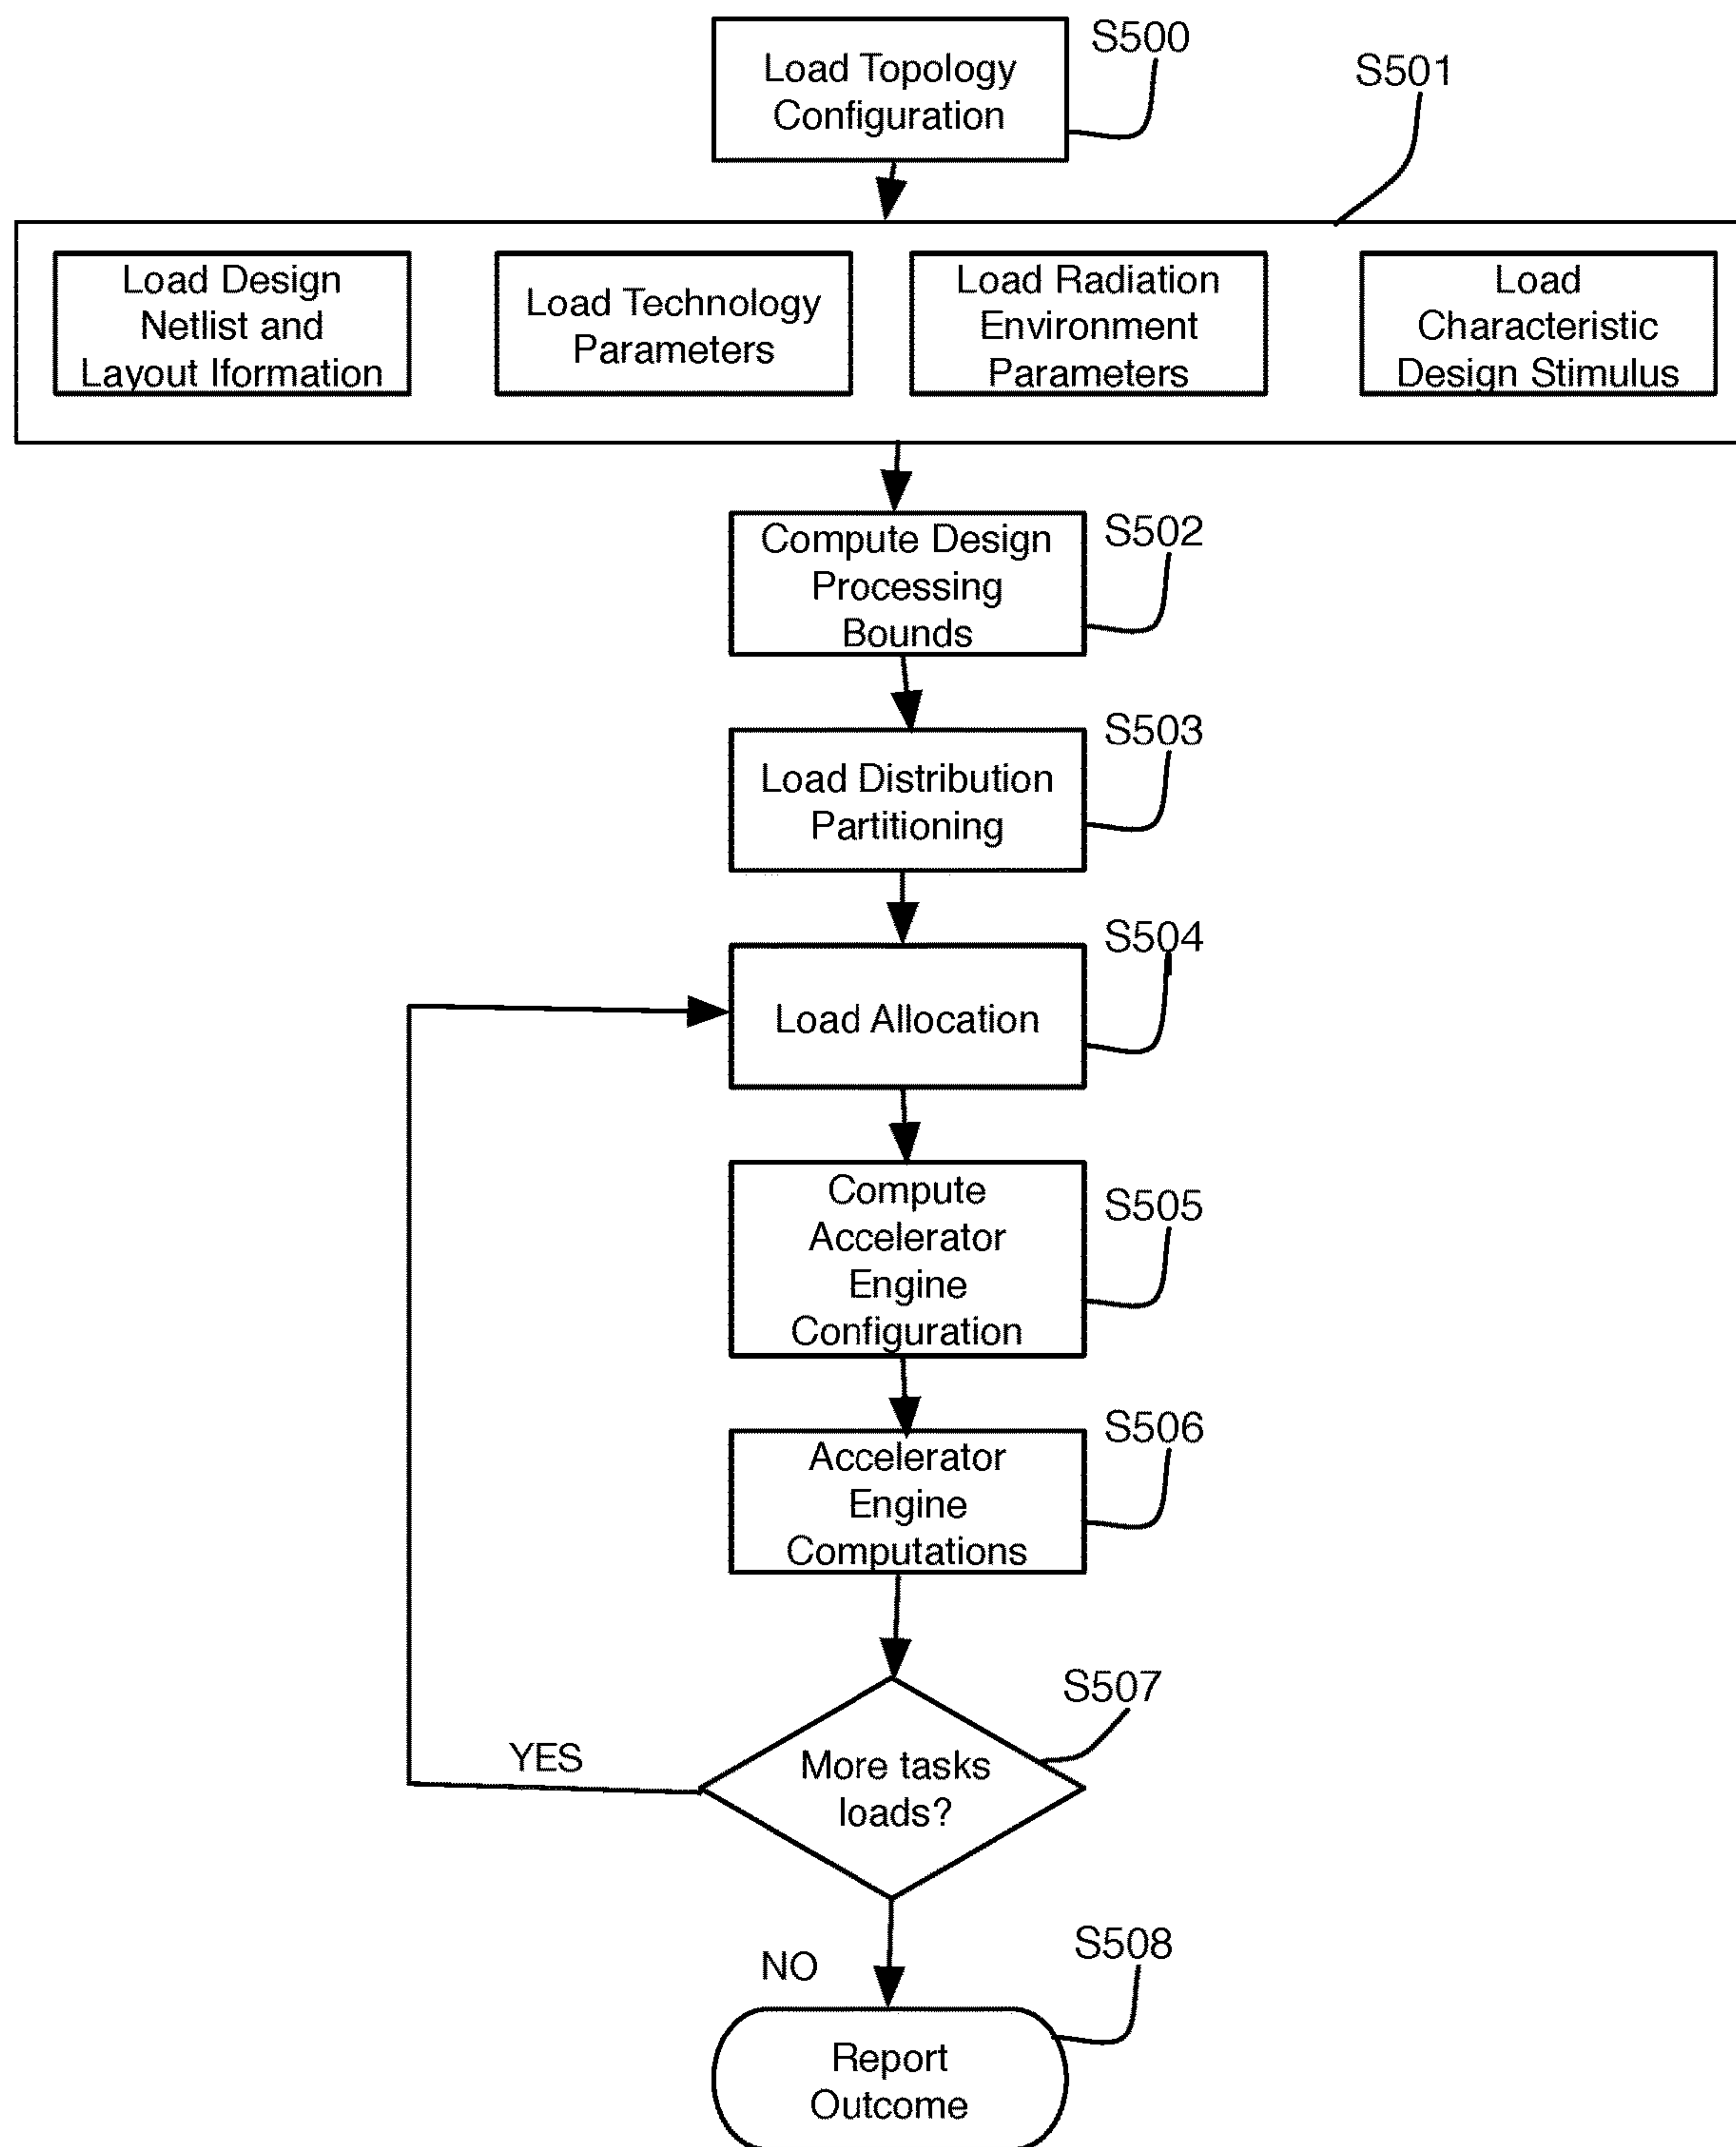 Load Topology
Configuration
S500
S501
Load Design
Netlist and
Layout Iformation
Load Technology
Parameters
Load Radiation
Environment
Parameters
Load
Characteristic
Design Stimulus
Compute Design
Processing
Bounds
S502
Load Distribution
Partitioning
S503
Load Allocation
S504
Compute
Accelerator
Engine
Configuration
S505
Accelerator
Engine
Computations
S506
More tasks
loads?
S507
YES
NO
Report
Outcome
S508